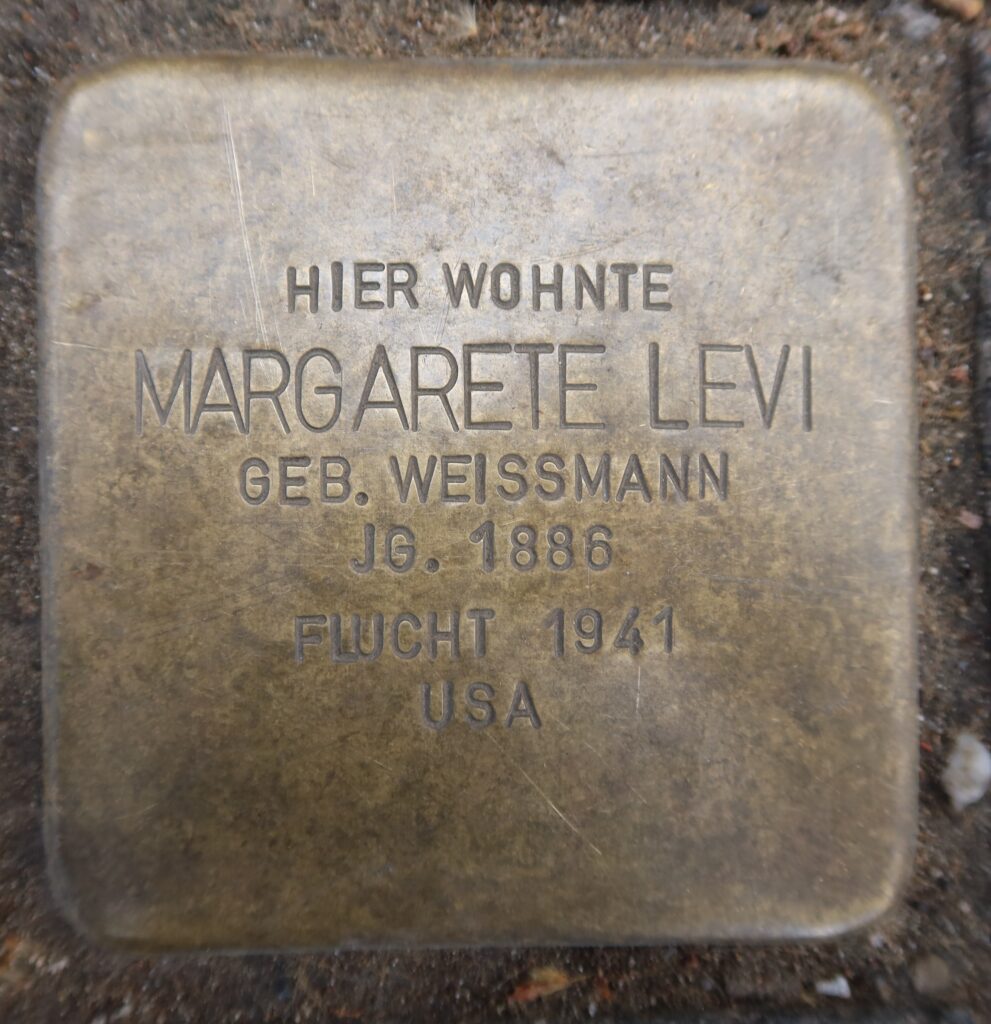 HIER WOHNTE
MARGARETE LEVI
GEB. WEISSMANN
JG. 1886
FLUCHT 1941
USA